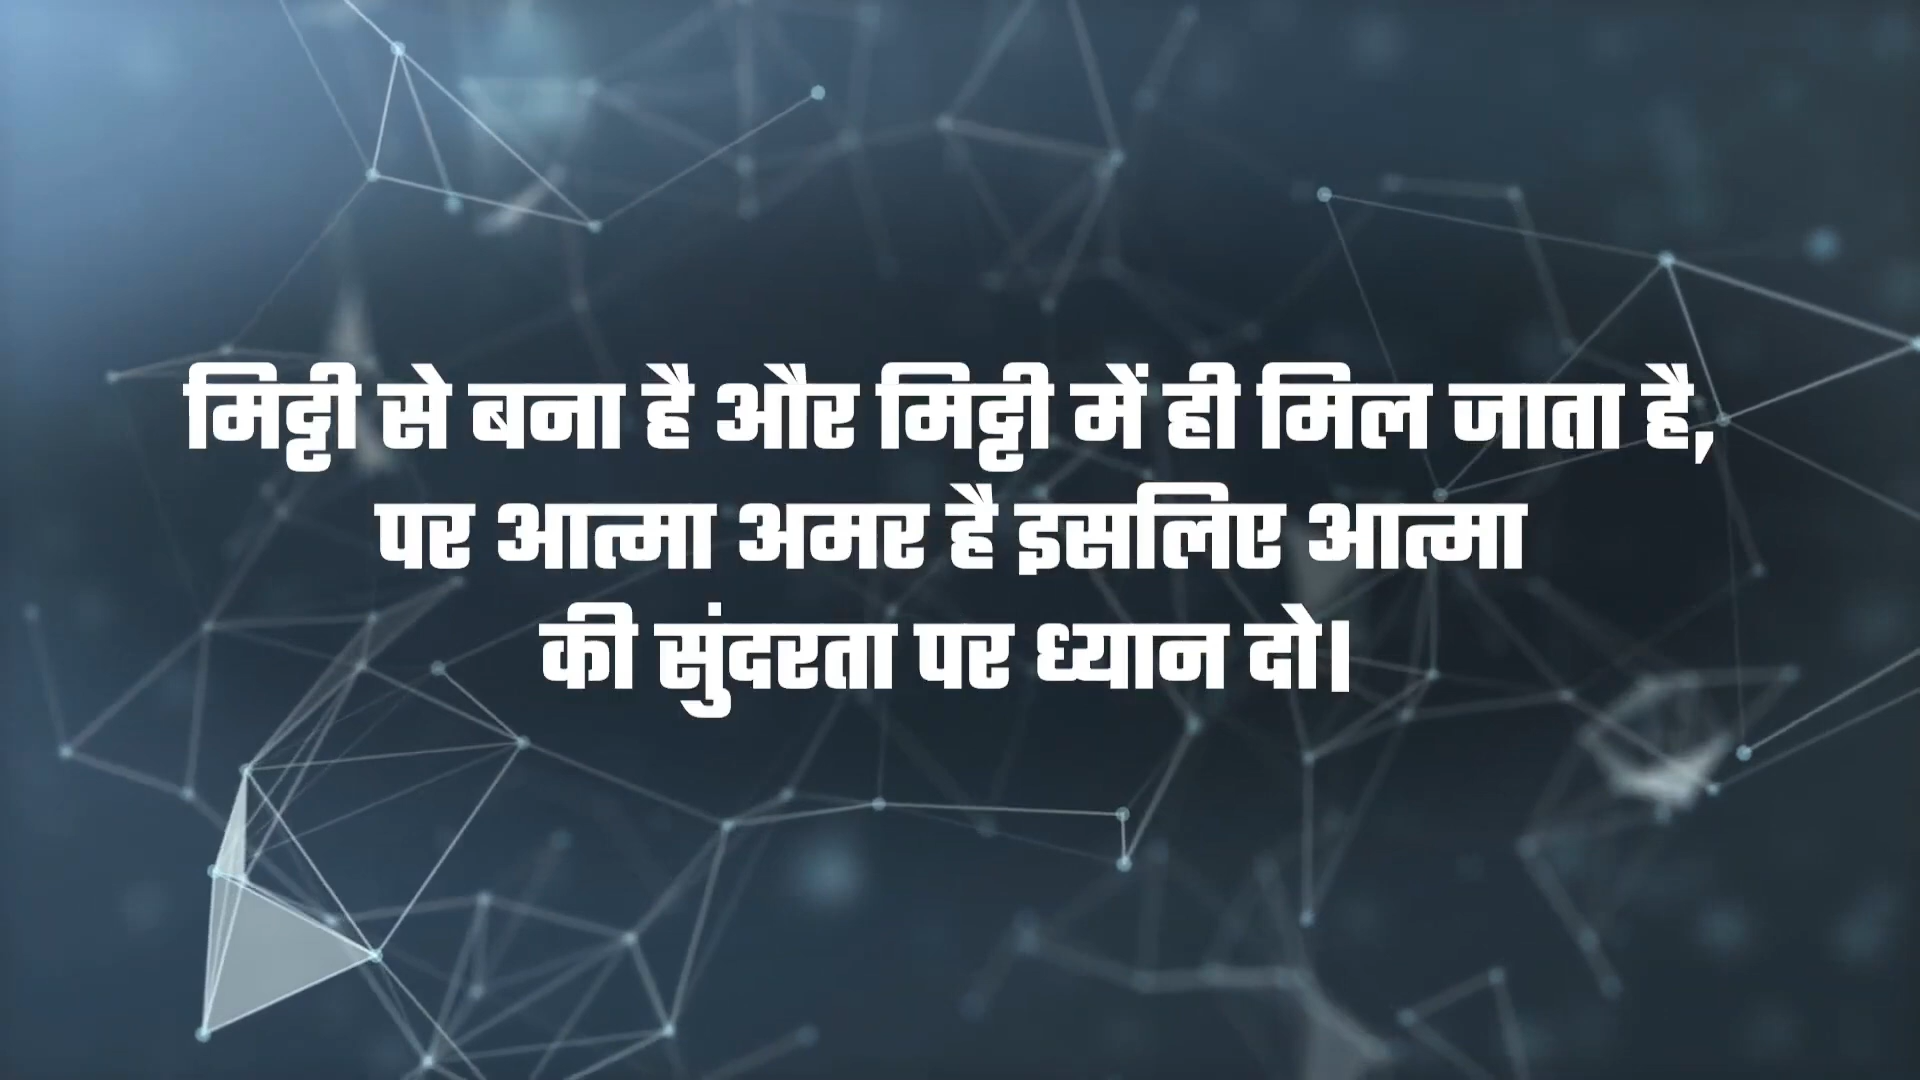 मिट्टी से बना है और मिट्टी में ही मिल जाता है,
पर आत्मा अमर है इसलिए आत्मा
की सुंदरता पर ध्यान दो।